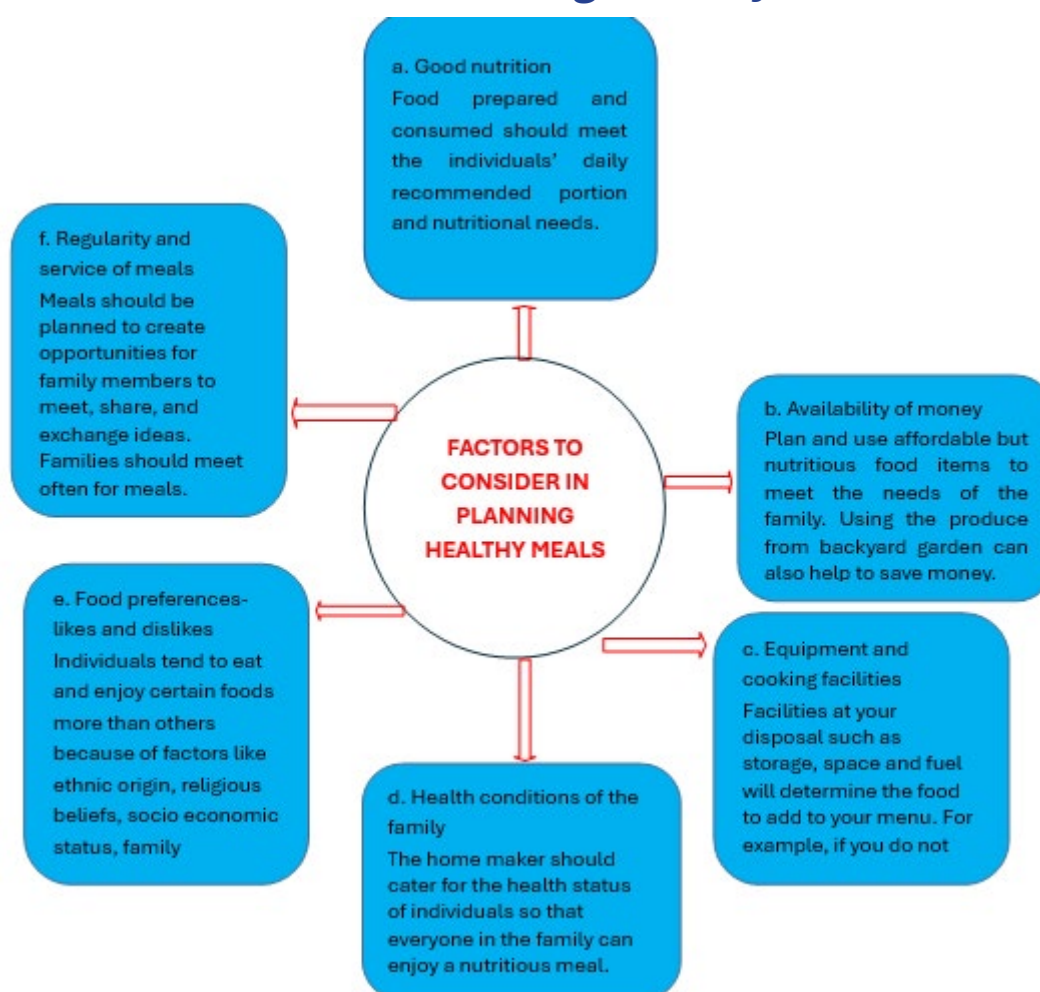 a. Good nutrition
Food prepared and
consumed should meet
the individuals’ daily
recommended portion
and nutritional needs.
f. Regularity and
service of meals
Meals should be
planned to create
opportunities for
family members to
meet, share, and
exchange ideas.
Families should meet
often for meals.
FACTORS TO
CONSIDER IN
PLANNING
HEALTHY MEALS
b. Availability of money
Plan and use affordable but
nutritious food items to
meet the needs of the
family. Using the produce
from backyard garden can
also help to save money.
e. Food preferences-
likes and dislikes
Individuals tend to eat
and enjoy certain foods
more than others
because of factors like
ethnic origin, religious
beliefs, socio economic
status, family
c. Equipment and
cooking facilities
Facilities at your
disposal such as
storage, space and fuel
will determine the food
to add to your menu. For
example, if you do not
d. Health conditions of the
family
The home maker should
cater for the health status
of individuals so that
everyone in the family can
enjoy a nutritious meal.